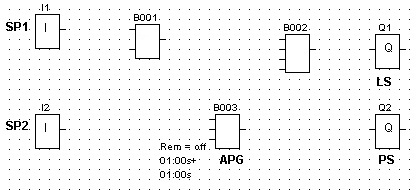 I1
SP1 I
B001
B002
Q1
Q
LS
I2
SP2 I
B003
Rem = off
01:00s+
01:00s
APG
Q2
Q
PS